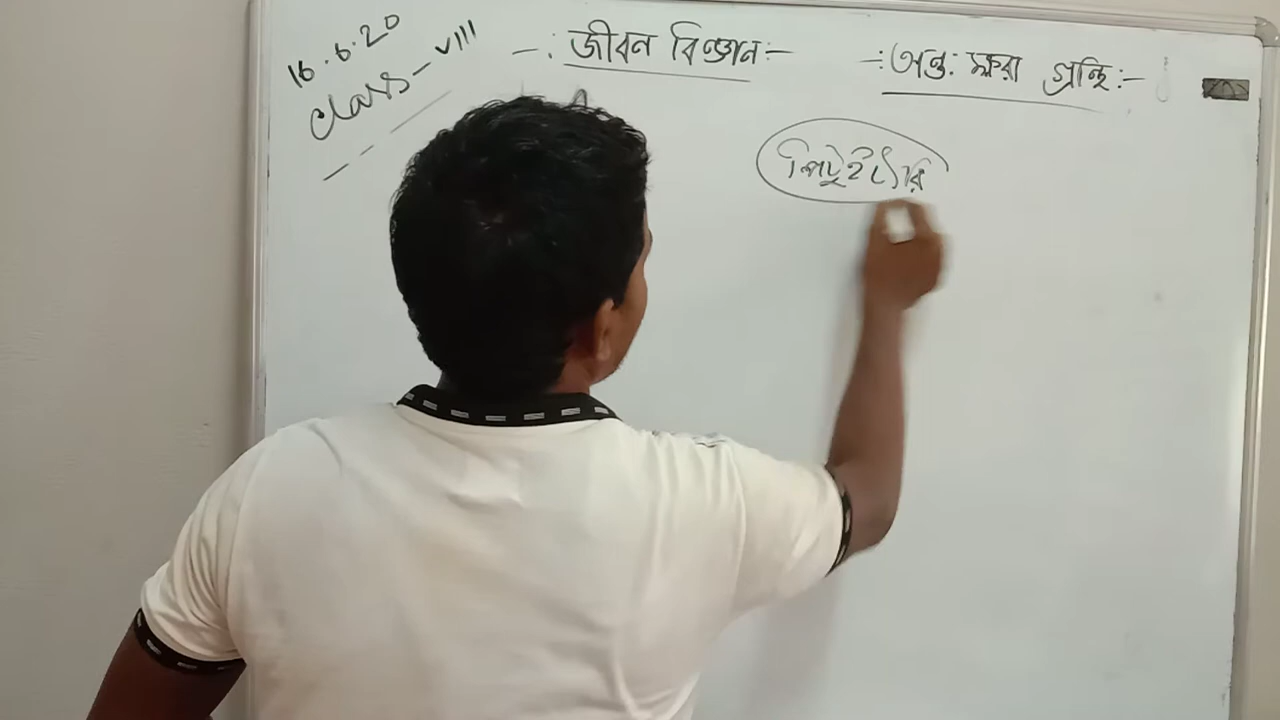 16.6.20
Class - VIII
-: জীবন বিজ্ঞান :-
-: অন্ত: ক্ষরা গ্রন্থি :-
পিটুইটারি